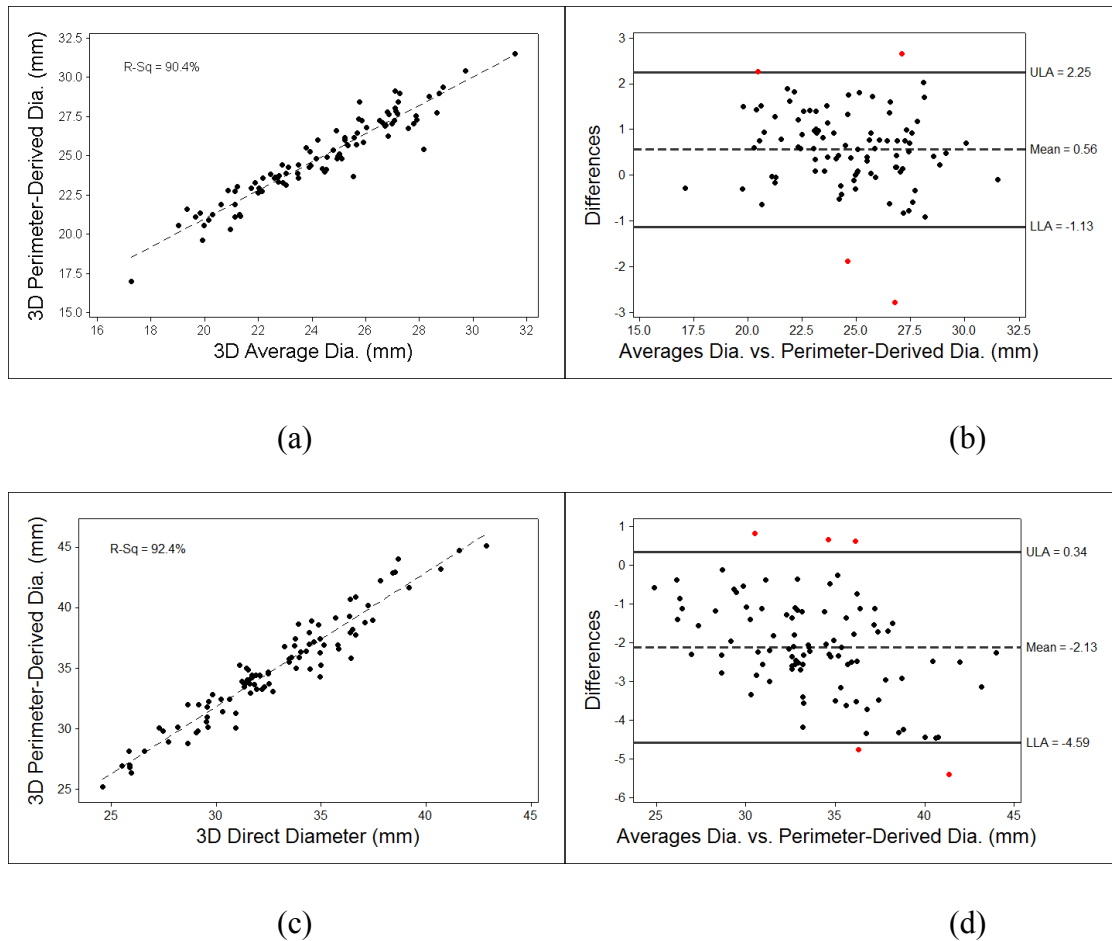 R-Sq = 90.4%
3D Perimeter-Derived Dia. (mm)
32.5
30.0
27.5
25.0
22.5
20.0
17.5
15.0
16 18 20 22 24 26 28 30 32
3D Average Dia. (mm)
Differences
3
2
1
0
-1
-2
-3
ULA = 2.25
Mean = 0.56
LLA = -1.13
15.0 17.5 20.0 22.5 25.0 27.5 30.0 32.5
Averages Dia. vs. Perimeter-Derived Dia. (mm)
(a) (b)
R-Sq = 92.4%
3D Perimeter-Derived Dia. (mm)
45
40
35
30
25
25 30 35 40 45
3D Direct Diameter (mm)
Differences
1
0
-1
-2
-3
-4
-5
-6
ULA = 0.34
Mean = -2.13
LLA = -4.59
25 30 35 40 45
Averages Dia. vs. Perimeter-Derived Dia. (mm)
(c) (d)